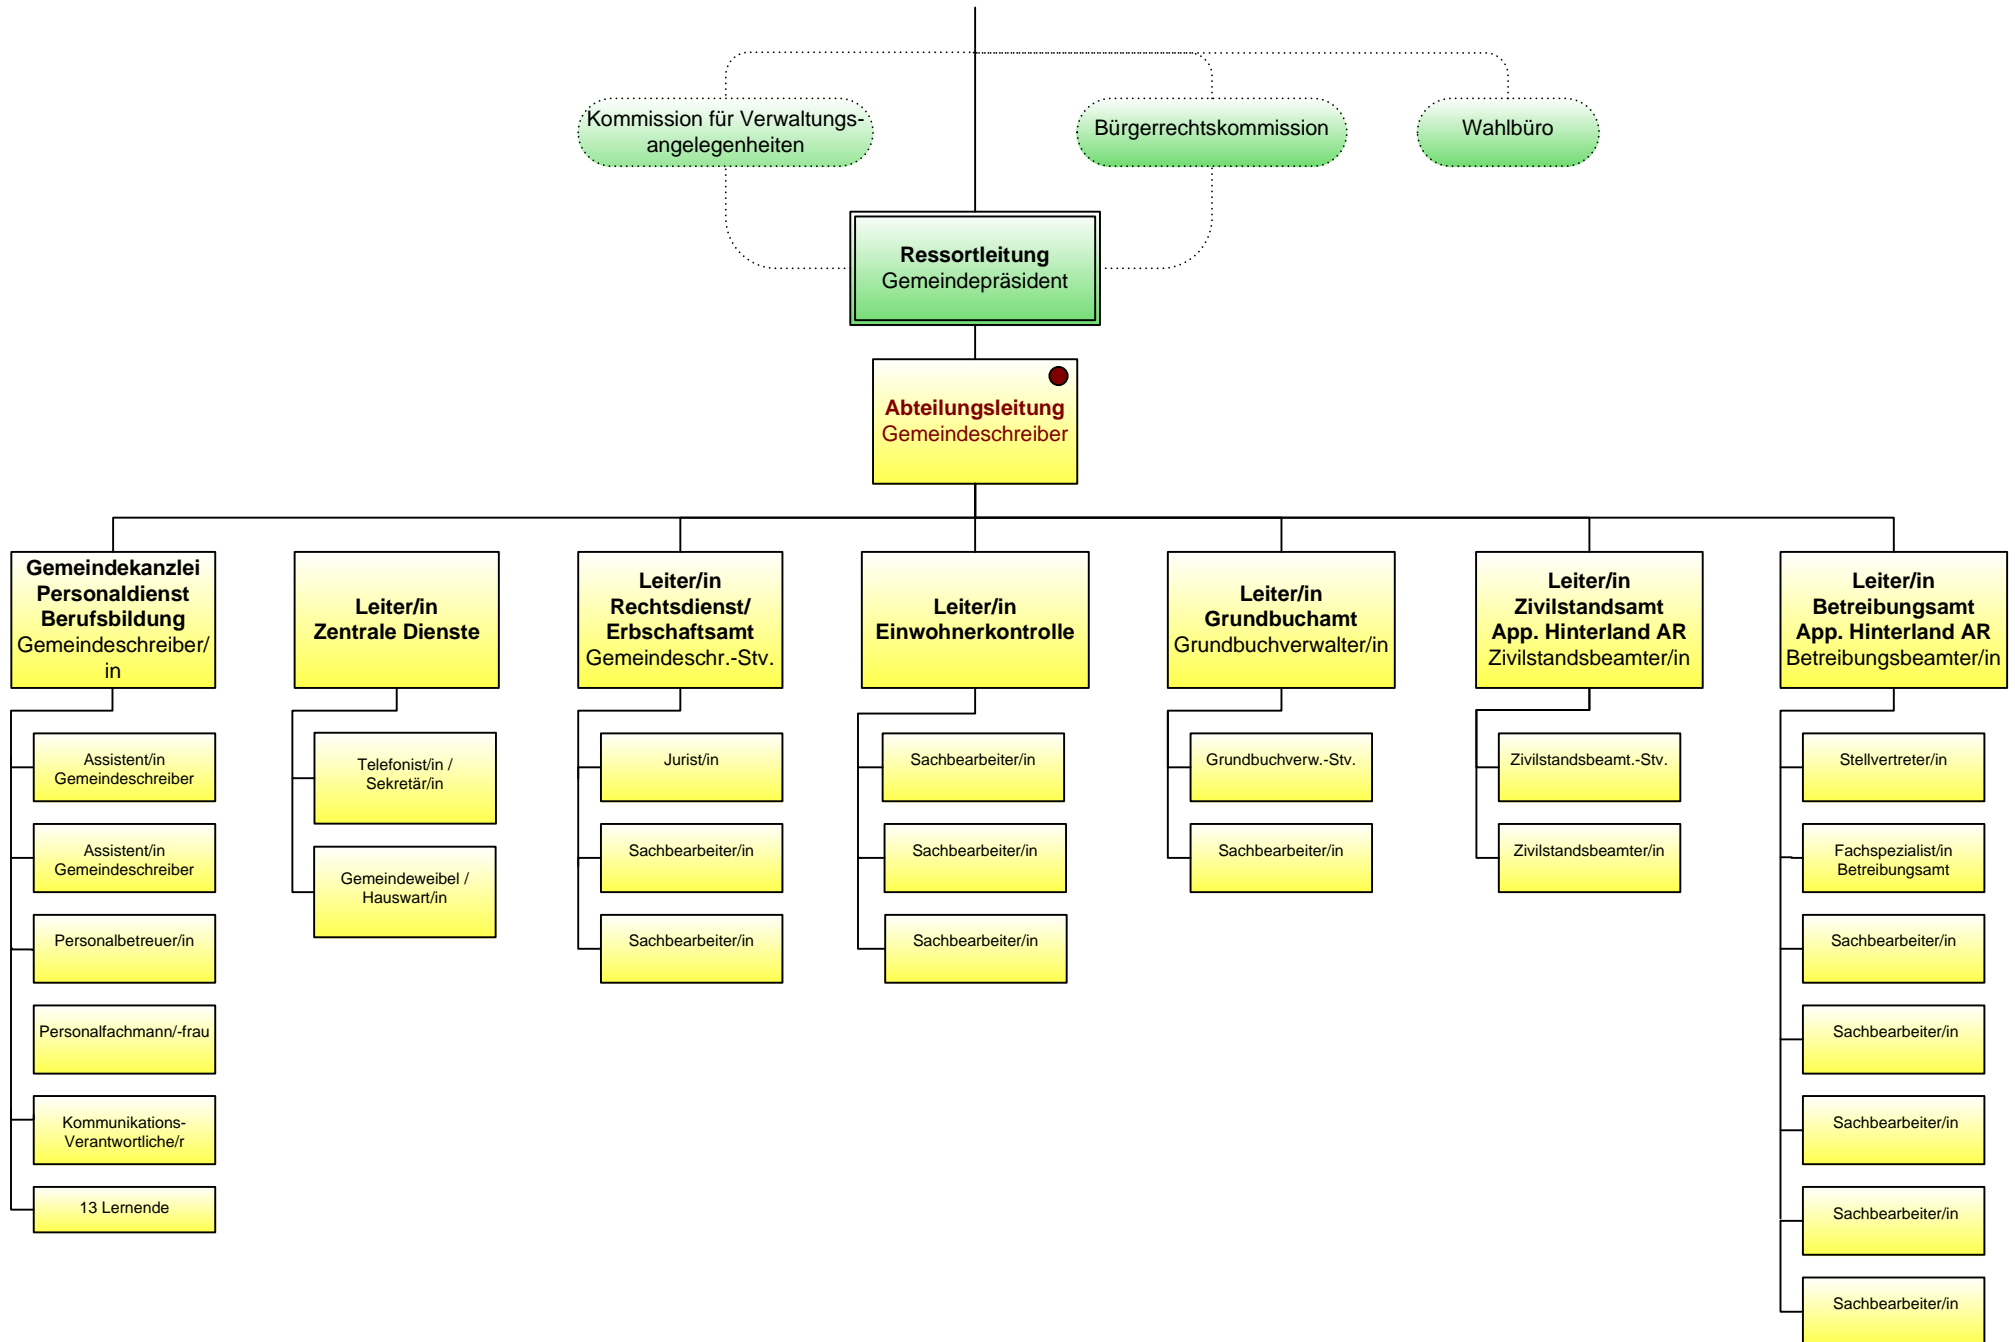 Kommission für Verwaltungs-
angelegenheiten
Bürgerrechtskommission
Wahlbüro
Ressortleitung
Gemeindepräsident
Abteilungsleitung
Gemeindeschreiber
Gemeindekanzlei
Personaldienst
Berufsbildung
Gemeindeschreiber/
in
Leiter/in
Zentrale Dienste
Leiter/in
Rechtsdienst/
Erbschaftsamt
Gemeindeschr.-Stv.
Leiter/in
Einwohnerkontrolle
Leiter/in
Grundbuchamt
Grundbuchverwalter/in
Leiter/in
Zivilstandsamt
App. Hinterland AR
Zivilstandsbeamter/in
Leiter/in
Betreibungsamt
App. Hinterland AR
Betreibungsbeamter/in
Assistent/in
Gemeindeschreiber
Assistent/in
Gemeindeschreiber
Personalbetreuer/in
Personalfachmann/-frau
Kommunikations-
Verantwortliche/r
13 Lernende
Telefonist/in /
Sekretär/in
Gemeindeweibel /
Hauswart/in
Jurist/in
Sachbearbeiter/in
Sachbearbeiter/in
Sachbearbeiter/in
Sachbearbeiter/in
Sachbearbeiter/in
Grundbuchverw.-Stv.
Sachbearbeiter/in
Zivilstandsbeamt.-Stv.
Zivilstandsbeamter/in
Stellvertreter/in
Fachspezialist/in
Betreibungsamt
Sachbearbeiter/in
Sachbearbeiter/in
Sachbearbeiter/in
Sachbearbeiter/in
Sachbearbeiter/in